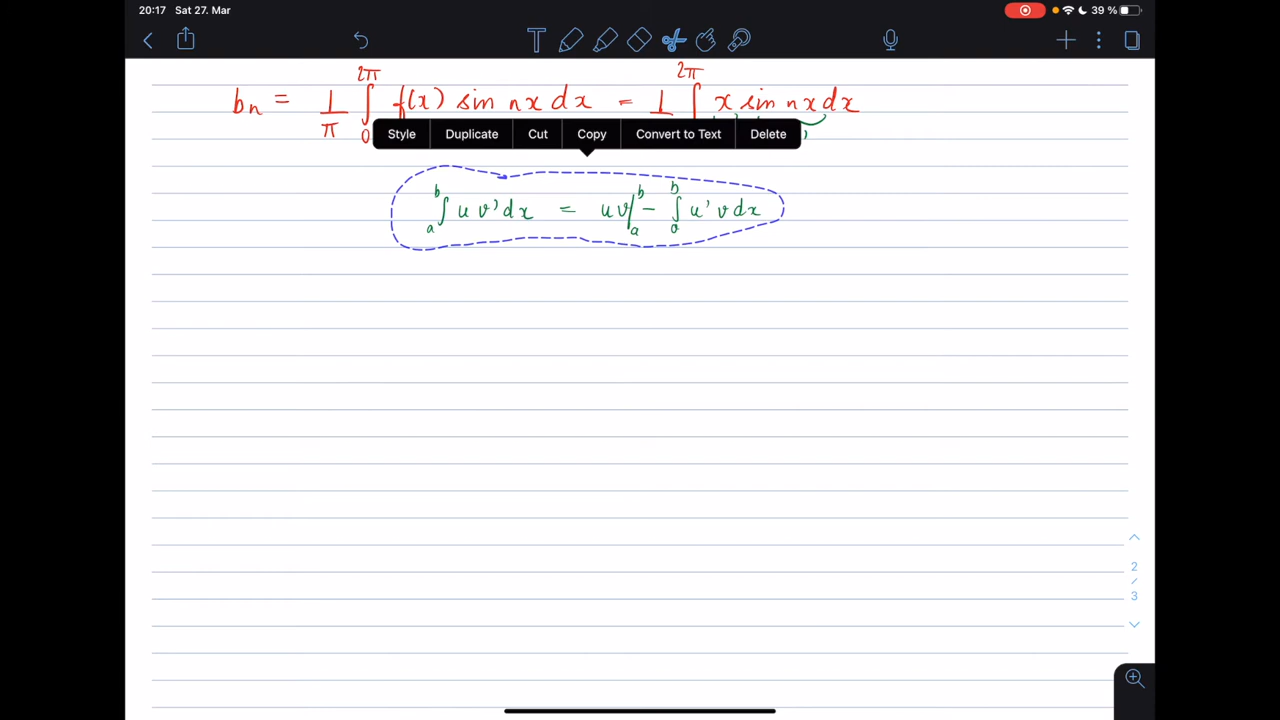 20:17 Sat 27. Mar 39 %
T
bn = 1/π ∫₀^2π f(x) sin nx dx = 1 ∫^2π x sin nx dx
Style Duplicate Cut Copy Convert to Text Delete
∫ₐᵇ u v' dx = uv|ₐᵇ − ∫ₐᵇ u' v dx
2
/
3